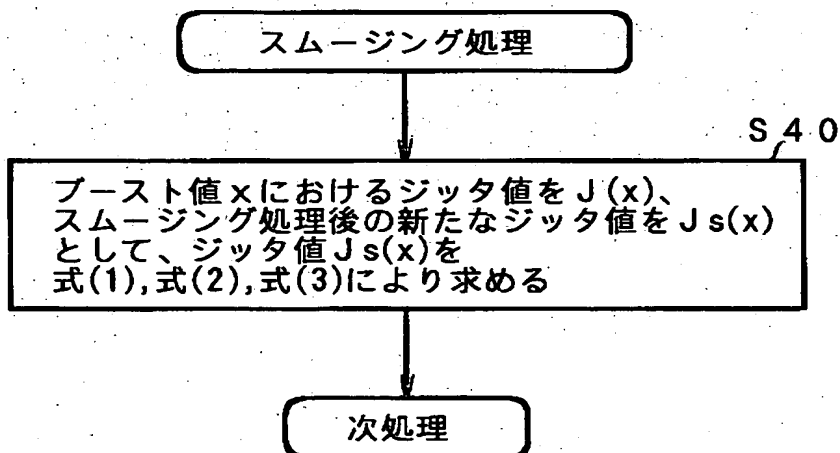 スムージング処理
S40
ブースト値xにおけるジッタ値をJ(x)、
スムージング処理後の新たなジッタ値をJs(x)
として、ジッタ値Js(x)を
式(1),式(2),式(3)により求める
次処理